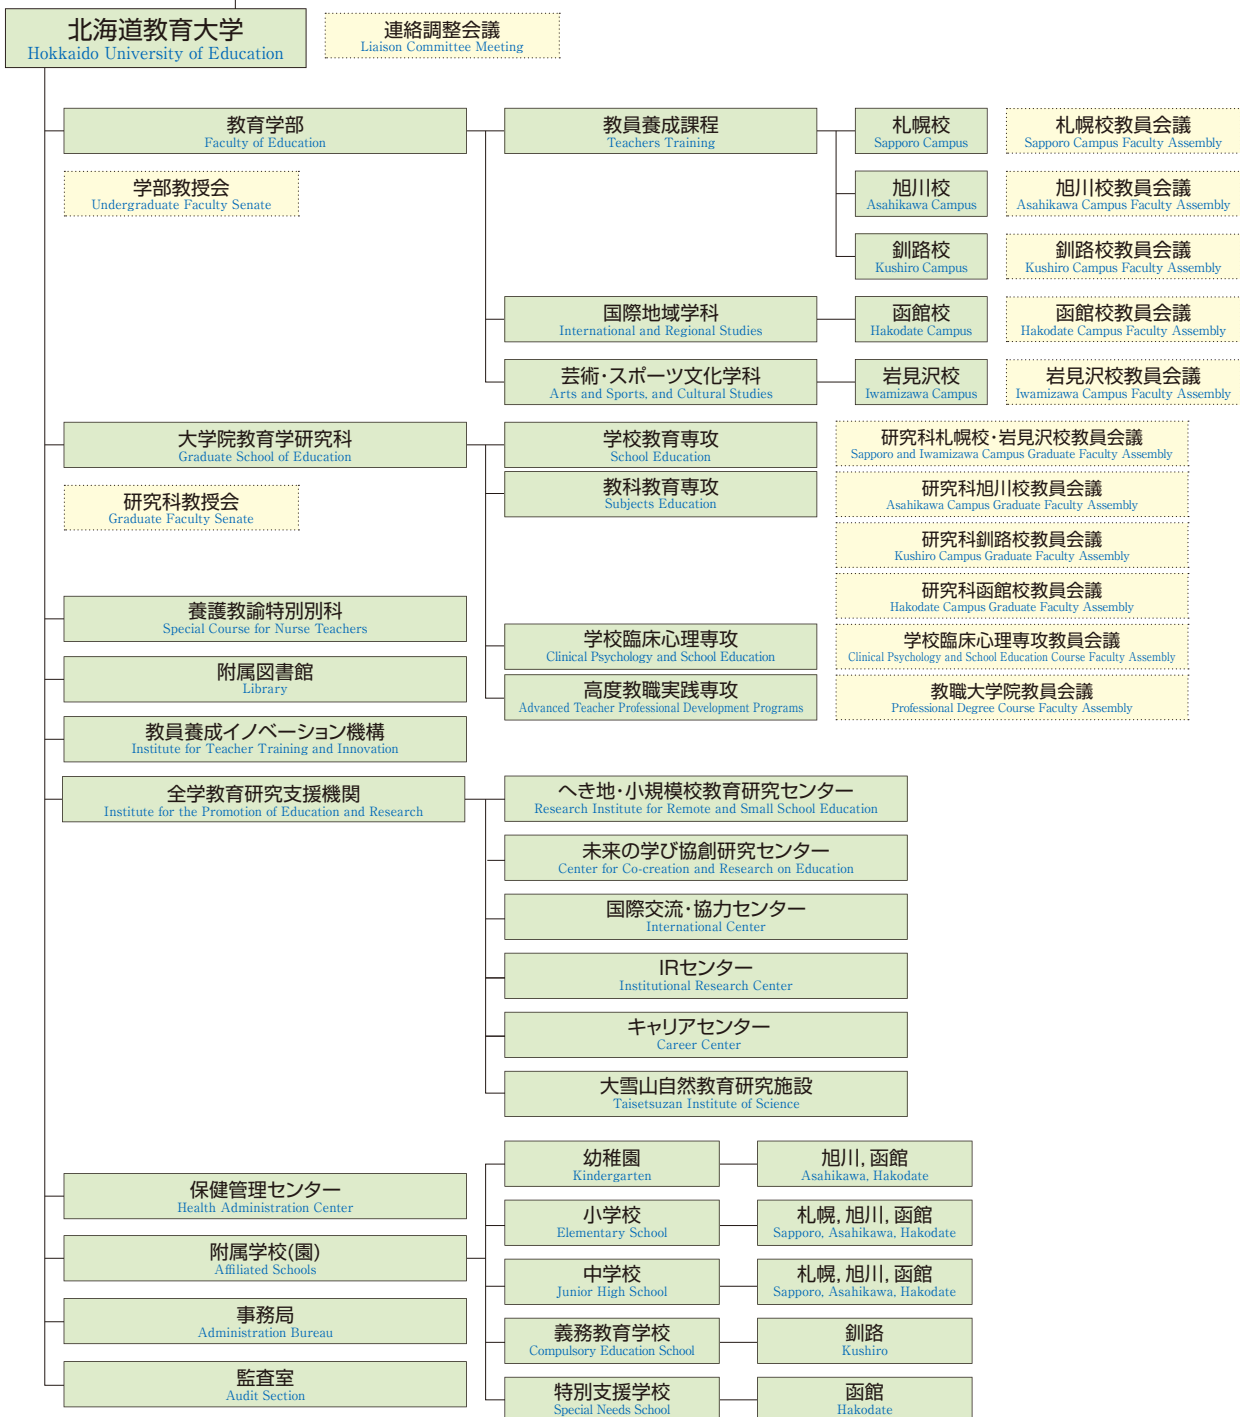 北海道教育大学
Hokkaido University of Education
連絡調整会議
Liaison Committee Meeting
教育学部
Faculty of Education
教員養成課程
Teachers Training
札幌校
Sapporo Campus
札幌校教員会議
Sapporo Campus Faculty Assembly
学部教授会
Undergraduate Faculty Senate
旭川校
Asahikawa Campus
旭川校教員会議
Asahikawa Campus Faculty Assembly
釧路校
Kushiro Campus
釧路校教員会議
Kushiro Campus Faculty Assembly
国際地域学科
International and Regional Studies
函館校
Hakodate Campus
函館校教員会議
Hakodate Campus Faculty Assembly
芸術・スポーツ文化学科
Arts and Sports, and Cultural Studies
岩見沢校
Iwamizawa Campus
岩見沢校教員会議
Iwamizawa Campus Faculty Assembly
大学院教育学研究科
Graduate School of Education
学校教育専攻
School Education
研究科札幌校・岩見沢校教員会議
Sapporo and Iwamizawa Campus Graduate Faculty Assembly
研究科教授会
Graduate Faculty Senate
教科教育専攻
Subjects Education
研究科旭川校教員会議
Asahikawa Campus Graduate Faculty Assembly
研究科釧路校教員会議
Kushiro Campus Graduate Faculty Assembly
研究科函館校教員会議
Hakodate Campus Graduate Faculty Assembly
養護教諭特別別科
Special Course for Nurse Teachers
学校臨床心理専攻
Clinical Psychology and School Education
学校臨床心理専攻教員会議
Clinical Psychology and School Education Course Faculty Assembly
附属図書館
Library
高度教職実践専攻
Advanced Teacher Professional Development Programs
教職大学院教員会議
Professional Degree Course Faculty Assembly
教員養成イノベーション機構
Institute for Teacher Training and Innovation
全学教育研究支援機関
Institute for the Promotion of Education and Research
へき地・小規模校教育研究センター
Research Institute for Remote and Small School Education
未来の学び協創研究センター
Center for Co-creation and Research on Education
国際交流・協力センター
International Center
IRセンター
Institutional Research Center
キャリアセンター
Career Center
大雪山自然教育研究施設
Taisetsuzan Institute of Science
保健管理センター
Health Administration Center
附属学校(園)
Affiliated Schools
事務局
Administration Bureau
監査室
Audit Section
幼稚園
Kindergarten
旭川, 函館
Asahikawa, Hakodate
小学校
Elementary School
札幌, 旭川, 函館
Sapporo, Asahikawa, Hakodate
中学校
Junior High School
札幌, 旭川, 函館
Sapporo, Asahikawa, Hakodate
義務教育学校
Compulsory Education School
釧路
Kushiro
特別支援学校
Special Needs School
函館
Hakodate